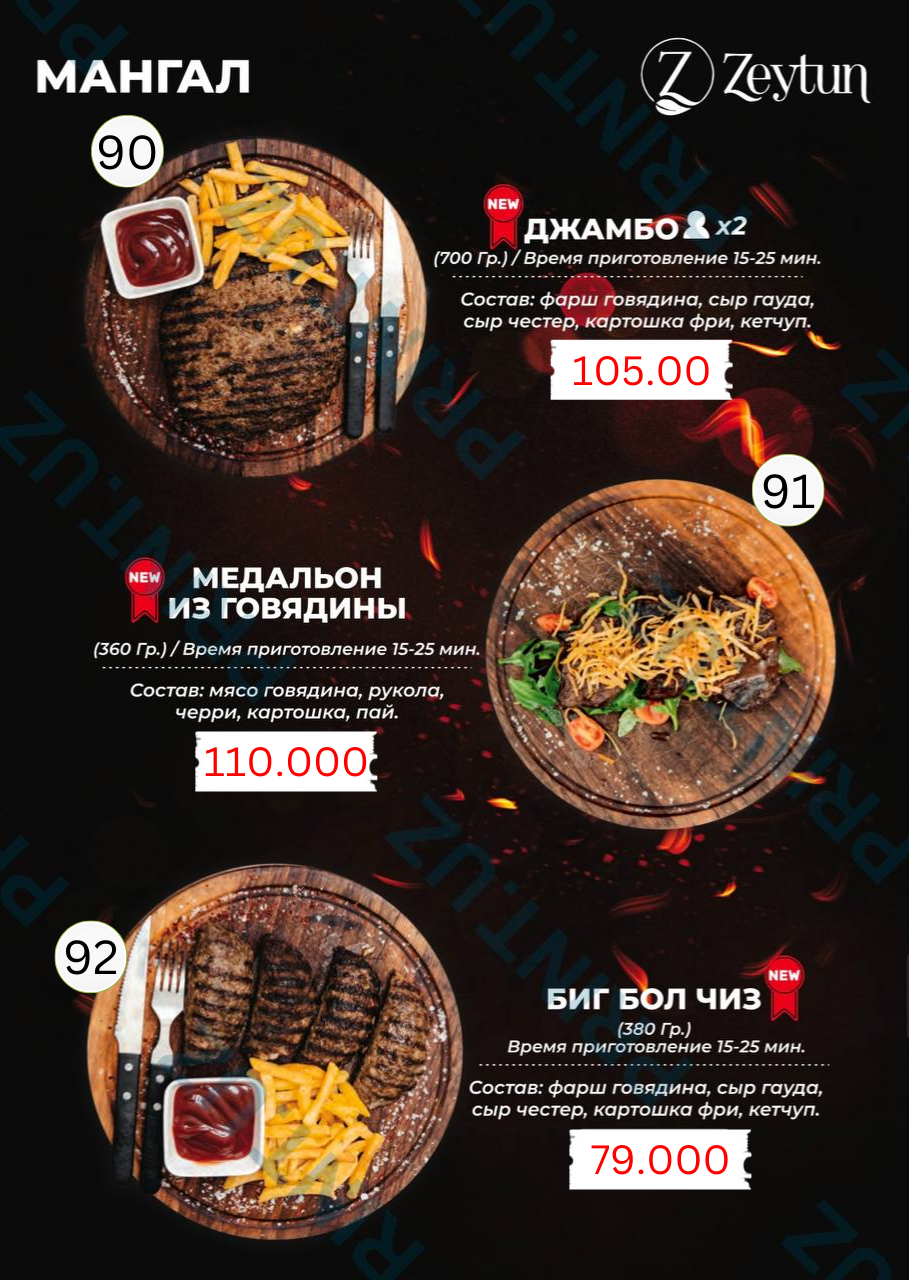 МАНГАЛ
Zeytun
90
NEW
ДЖАМБО x2
(700 Гр.) / Время приготовление 15-25 мин.
Состав: фарш говядина, сыр гауда,
сыр честер, картошка фри, кетчуп.
105.00
91
NEW
МЕДАЛЬОН
ИЗ ГОВЯДИНЫ
(360 Гр.) / Время приготовление 15-25 мин.
Состав: мясо говядина, рукола,
черри, картошка, пай.
110.000
92
NEW
БИГ БОЛ ЧИЗ
(380 Гр.)
Время приготовление 15-25 мин.
Состав: фарш говядина, сыр гауда,
сыр честер, картошка фри, кетчуп.
79.000
PRINT.UZ